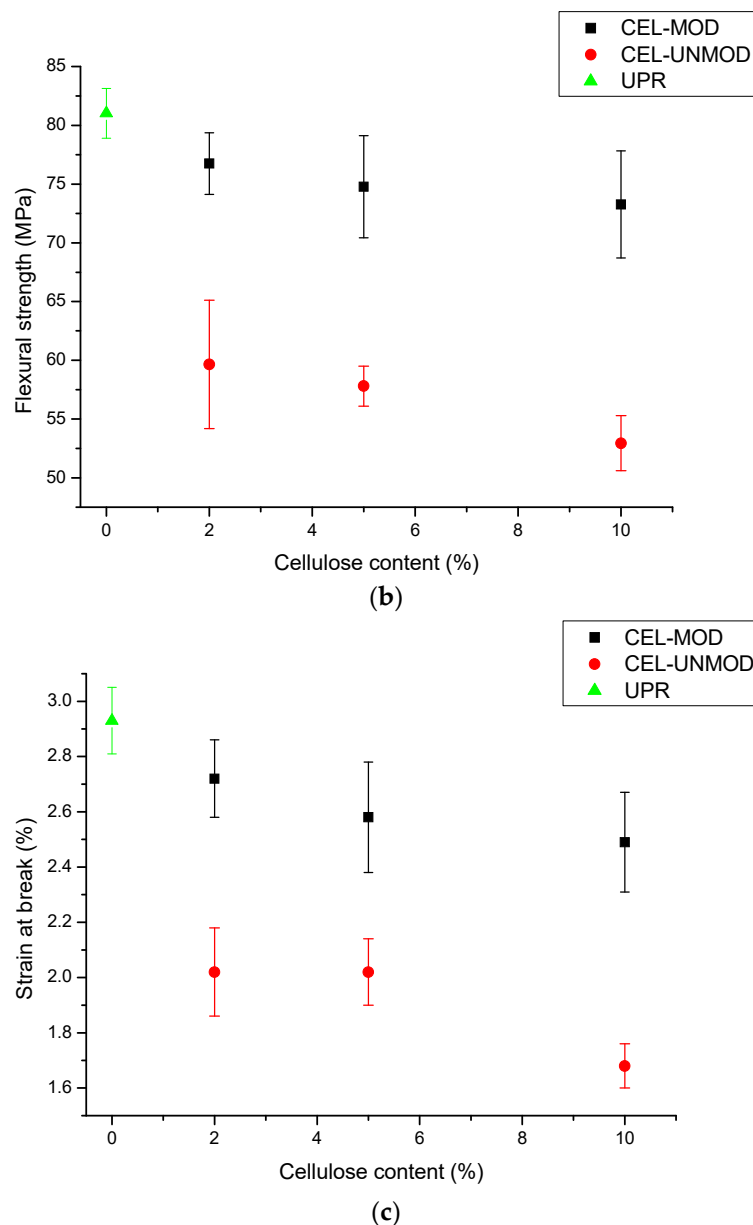 CEL-MOD
CEL-UNMOD
UPR
85
80
75
70
65
60
55
50
Flexural strength (MPa)
0 2 4 6 8 10
Cellulose content (%)
(b)
CEL-MOD
CEL-UNMOD
UPR
3.0
2.8
2.6
2.4
2.2
2.0
1.8
1.6
Strain at break (%)
0 2 4 6 8 10
Cellulose content (%)
(c)